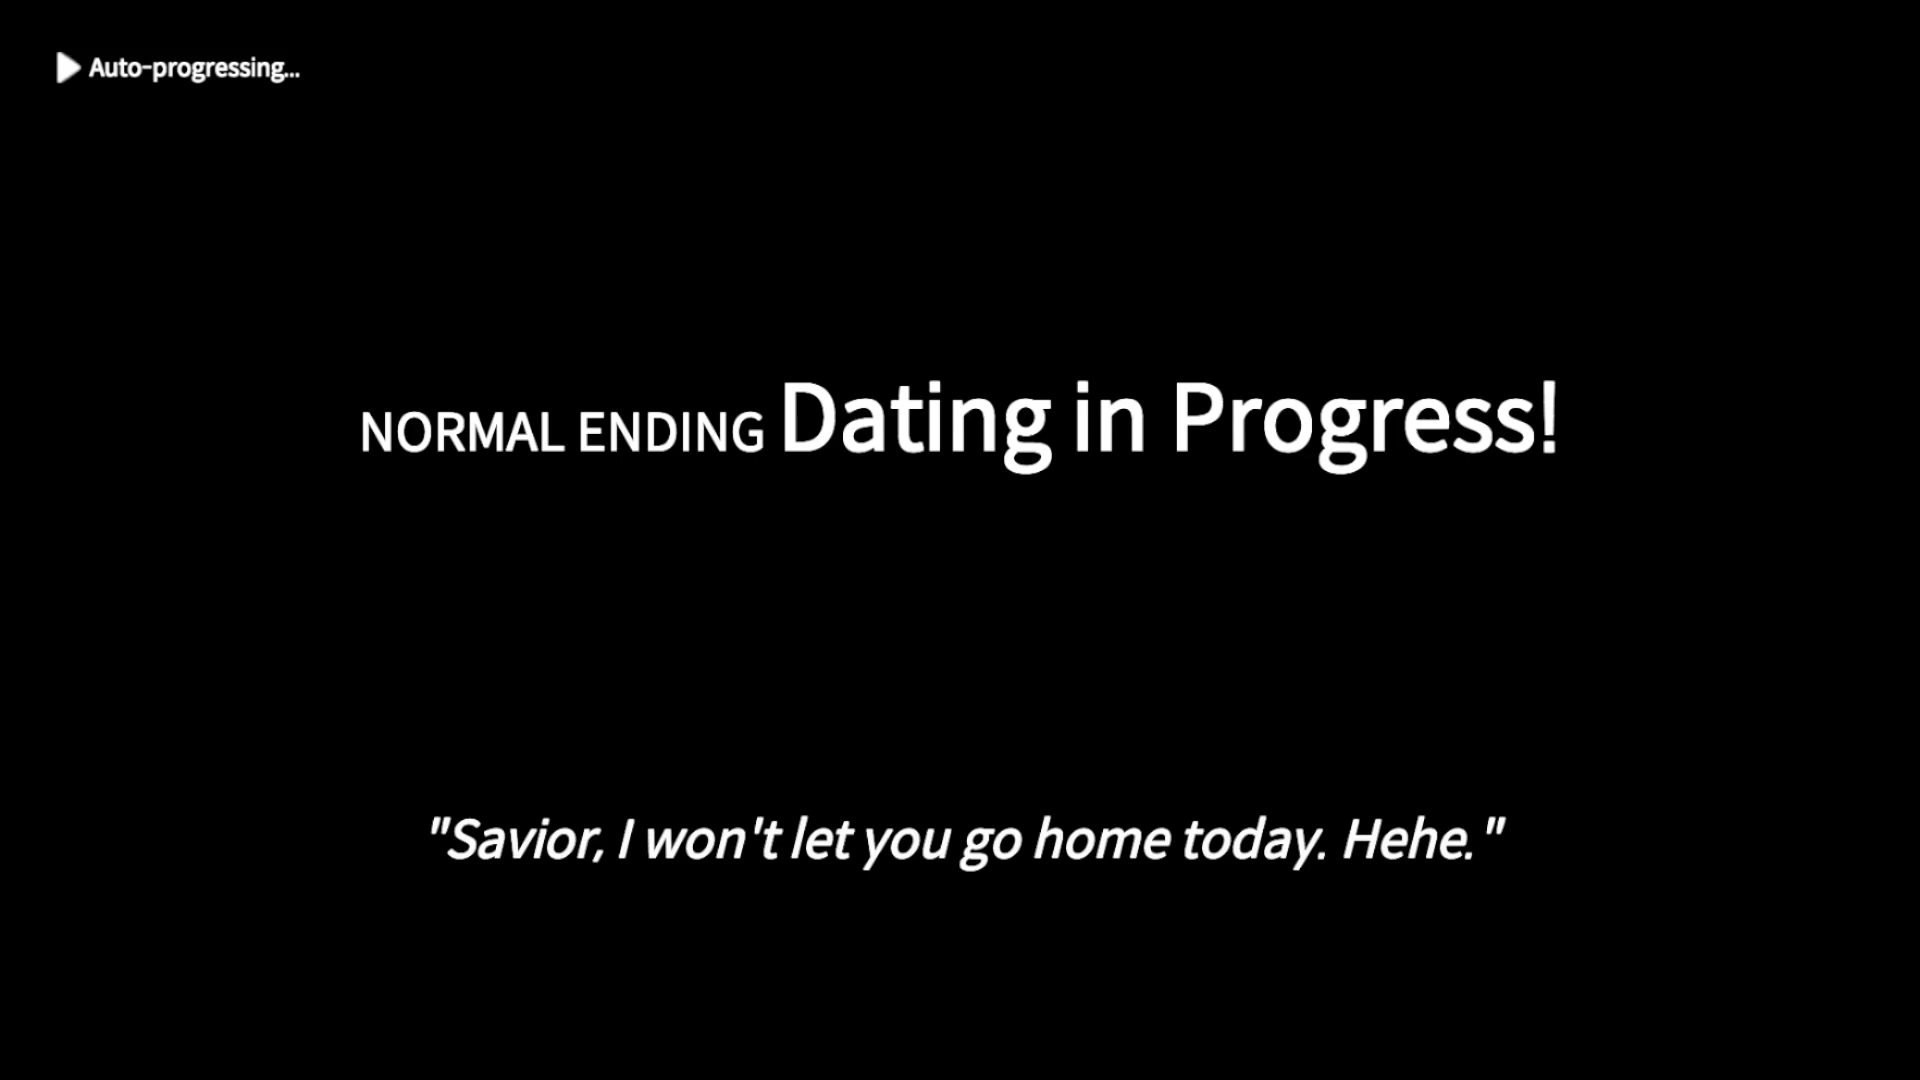 Auto-progressing...
NORMAL ENDING Dating in Progress!
"Savior, I won't let you go home today. Hehe."